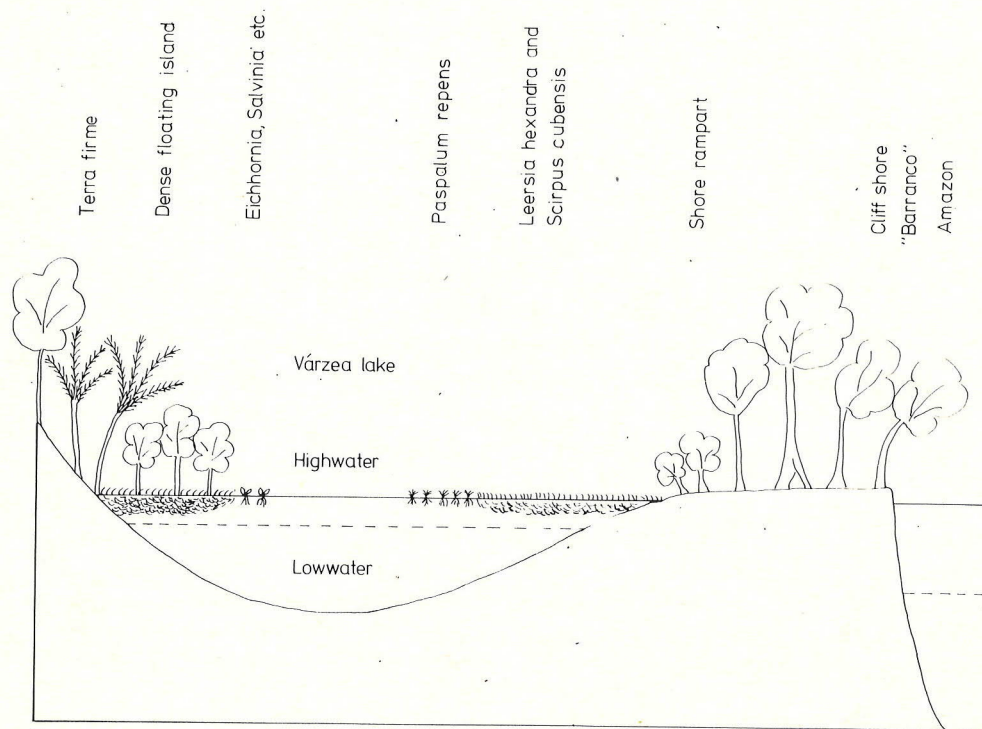 Terra firme
Dense floating island
Eichhornia, Salvinia etc.
Paspalum repens
Leersia hexandra and
Scirpus cubensis
Shore rampart
Cliff shore
"Barranco"
Amazon
Várzea lake
Highwater
Lowwater